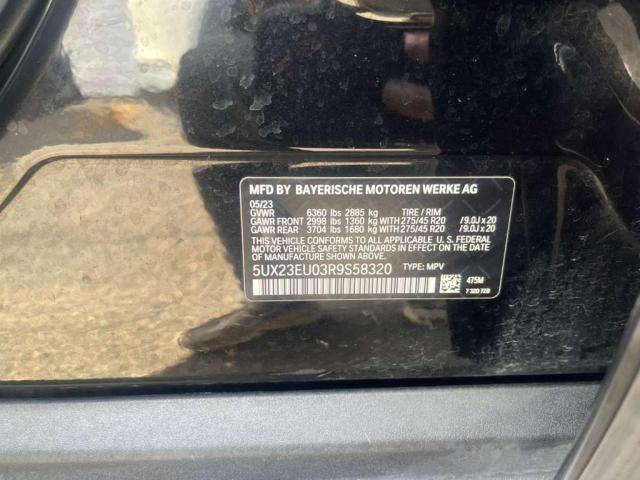 MFD BY BAYERISCHE MOTOREN WERKE AG
05/23
GVWR 6360 lbs 2885 kg TIRE / RIM
GAWR FRONT 2998 lbs 1360 kg WITH 275/45 R20 /9.0J x 20
GAWR REAR 3704 lbs 1680 kg WITH 275/45 R20 /9.0J x 20
THIS VEHICLE CONFORMS TO ALL APPLICABLE U. S. FEDERAL
MOTOR VEHICLE SAFETY STANDARDS IN EFFECT ON THE
DATE OF MANUFACTURE SHOWN ABOVE.
5UX23EU03R9S58320 TYPE: MPV
475M
7 320 728